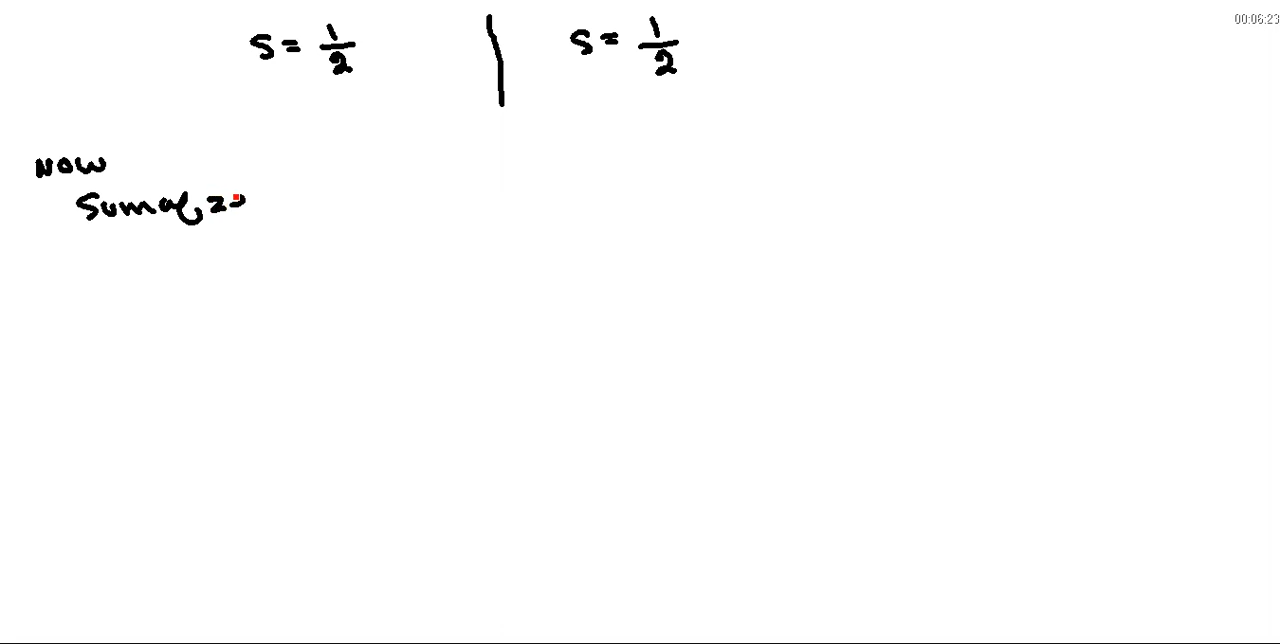 00:06:23
S = 1/2 | S = 1/2
NOW
Sum of